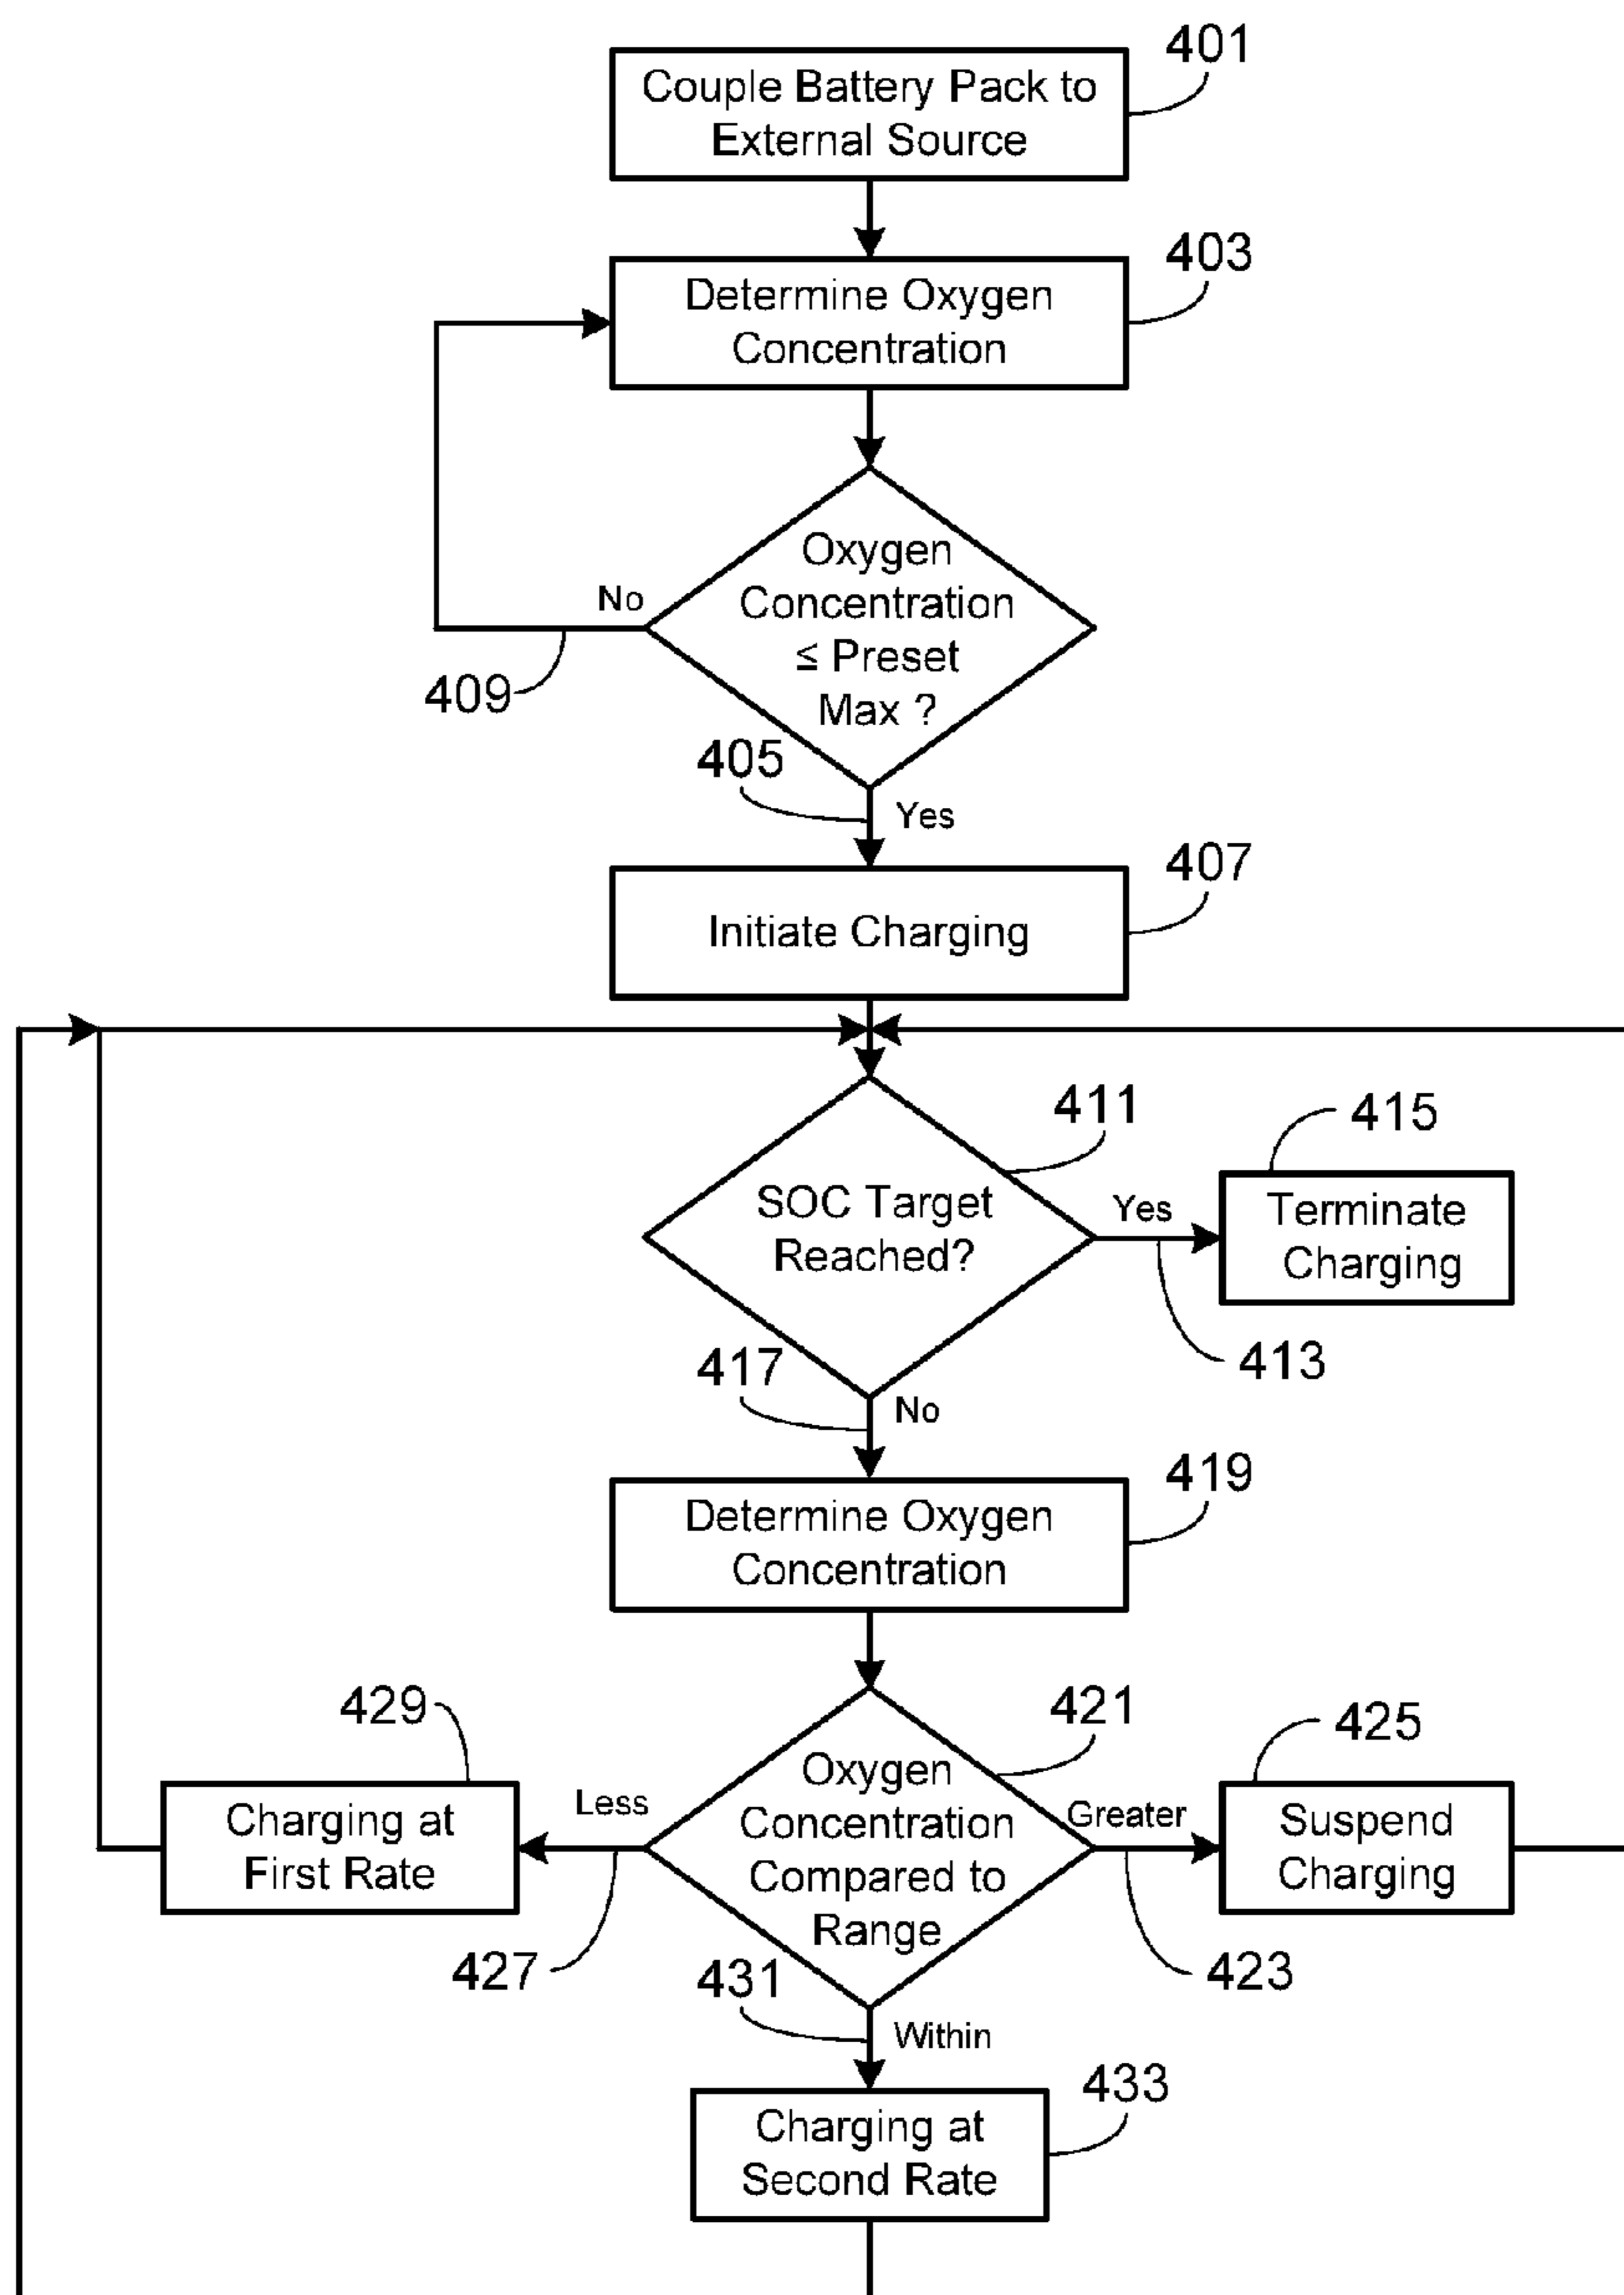 401
Couple Battery Pack to
External Source
403
Determine Oxygen
Concentration
Oxygen
Concentration
≤ Preset
Max ?
No
409
405
Yes
407
Initiate Charging
411
SOC Target
Reached?
Yes
415
Terminate
Charging
413
417
No
419
Determine Oxygen
Concentration
421
Oxygen
Concentration
Compared to
Range
429
Less
Charging at
First Rate
427
425
Greater
Suspend
Charging
423
431
Within
433
Charging at
Second Rate